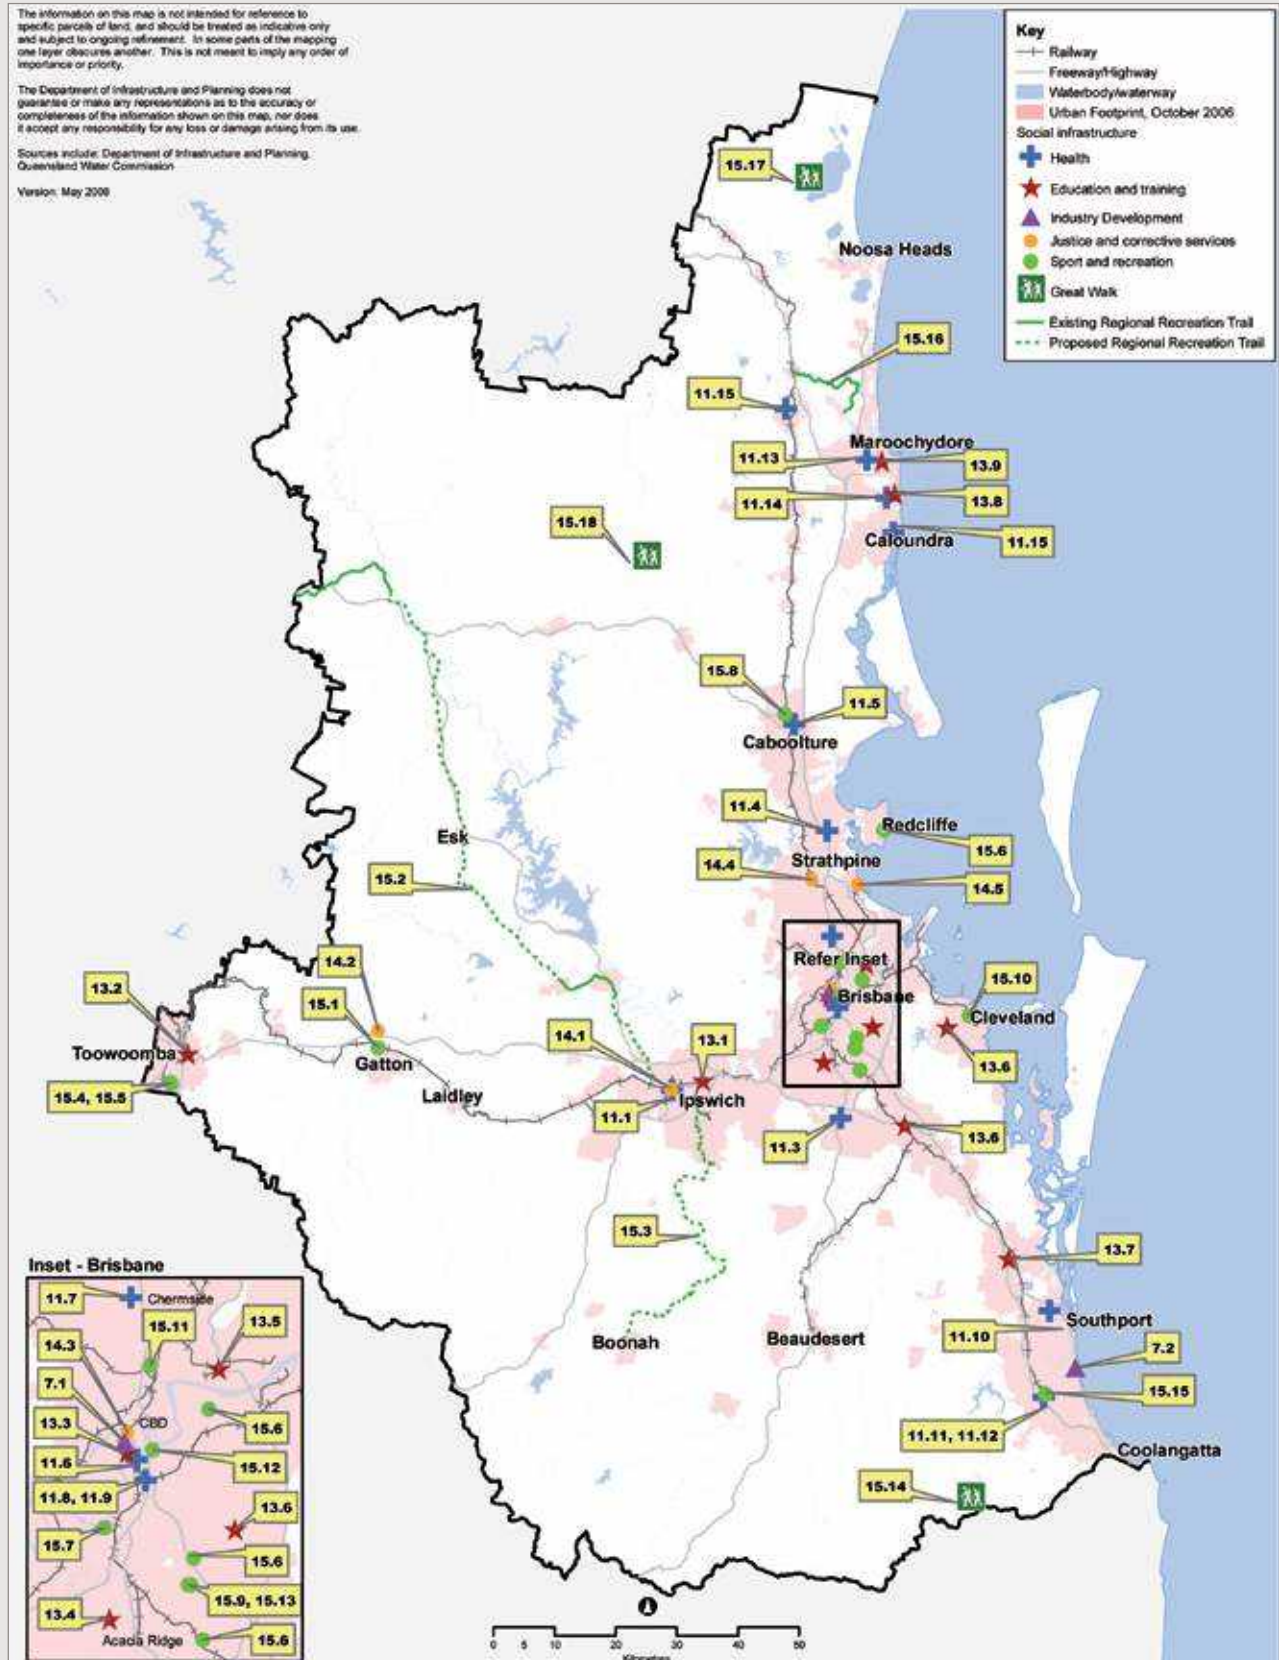 The information on this map is not intended for reference to
specific parcels of land, and should be treated as indicative only
and subject to ongoing refinement. In some parts of the mapping
one layer obscures another. This is not meant to imply any order of
importance or priority.
The Department of Infrastructure and Planning does not
guarantee or make any representations as to the accuracy or
completeness of the information shown on this map, nor does
it accept any responsibility for any loss or damage arising from its use.
Sources include: Department of Infrastructure and Planning,
Queensland Water Commission
Version: May 2008
Key
Railway
Freeway/Highway
Waterbody/waterway
Urban Footprint, October 2006
Social infrastructure
Health
Education and training
Industry Development
Justice and corrective services
Sport and recreation
Great Walk
Existing Regional Recreation Trail
Proposed Regional Recreation Trail
15.17
Noosa Heads
15.16
11.15
Maroochydore
11.13
13.9
11.14
13.8
15.18
Caloundra
11.15
15.8
11.5
Caboolture
11.4
Redcliffe
Esk
15.6
Strathpine
14.4
15.2
14.5
14.2
Refer Inset
13.2
15.10
15.1
Brisbane
Cleveland
14.1
13.1
Toowoomba
Gatton
13.6
15.4, 15.5
Laidley
Ipswich
11.1
11.3
13.6
15.3
13.7
Southport
11.10
Boonah
Beaudesert
7.2
15.15
11.11, 11.12
Coolangatta
15.14
Inset - Brisbane
11.7
Chermside
15.11
13.5
14.3
7.1
13.3
CBD
15.6
11.6
15.12
11.8, 11.9
13.6
15.7
15.6
15.9, 15.13
13.4
Acacia Ridge
15.6
0 5 10 20 30 40 50
Kilometres